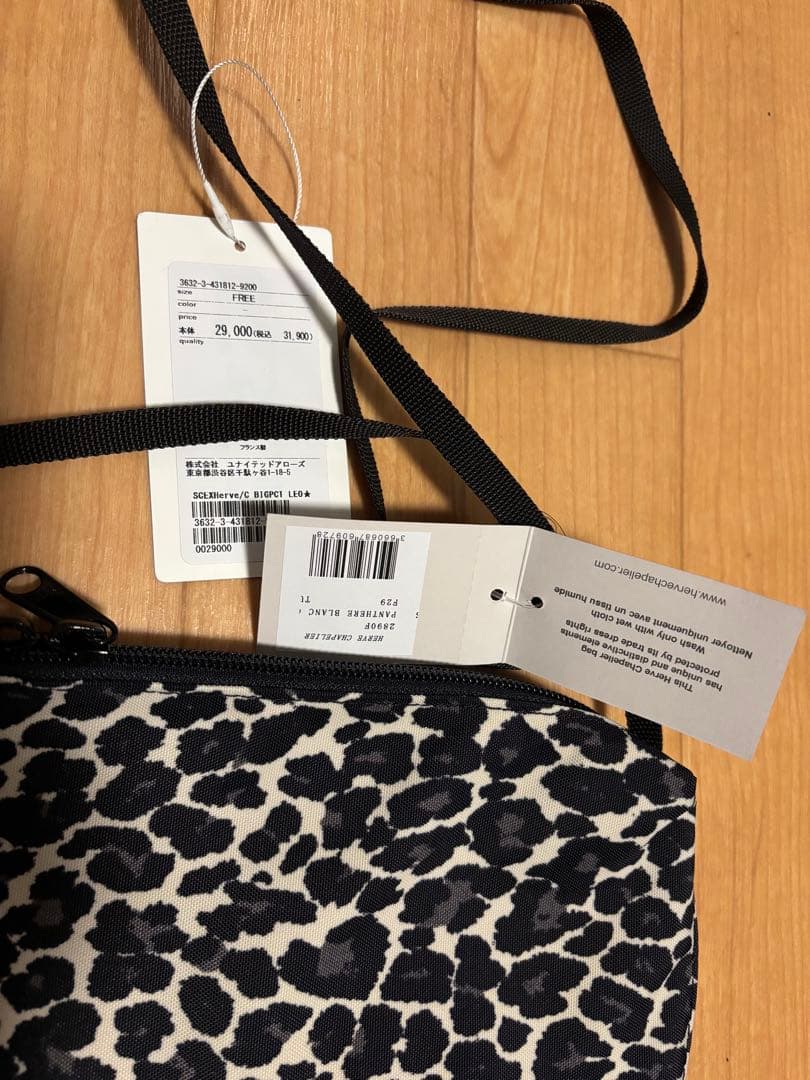 3632-3-431812-9200
size FREE
color –
price
本体 29,000(税込 31,900)
quality
フランス製
株式会社 ユナイテッドアローズ
東京都渋谷区千駄ヶ谷1-18-5
SCEXHerve/C BIGPC1 LEO★
3632-3-431812-
0029000
HERVE CHAPELIER
2890F
PANTHERE BLANC
F29
3660687609728
This Herve Chapelier bag
has unique and distinctive elements
protected by its trade dress rights
Wash only with wet cloth
Nettoyer uniquement avec un tissu humide
www.hervechapelier.com